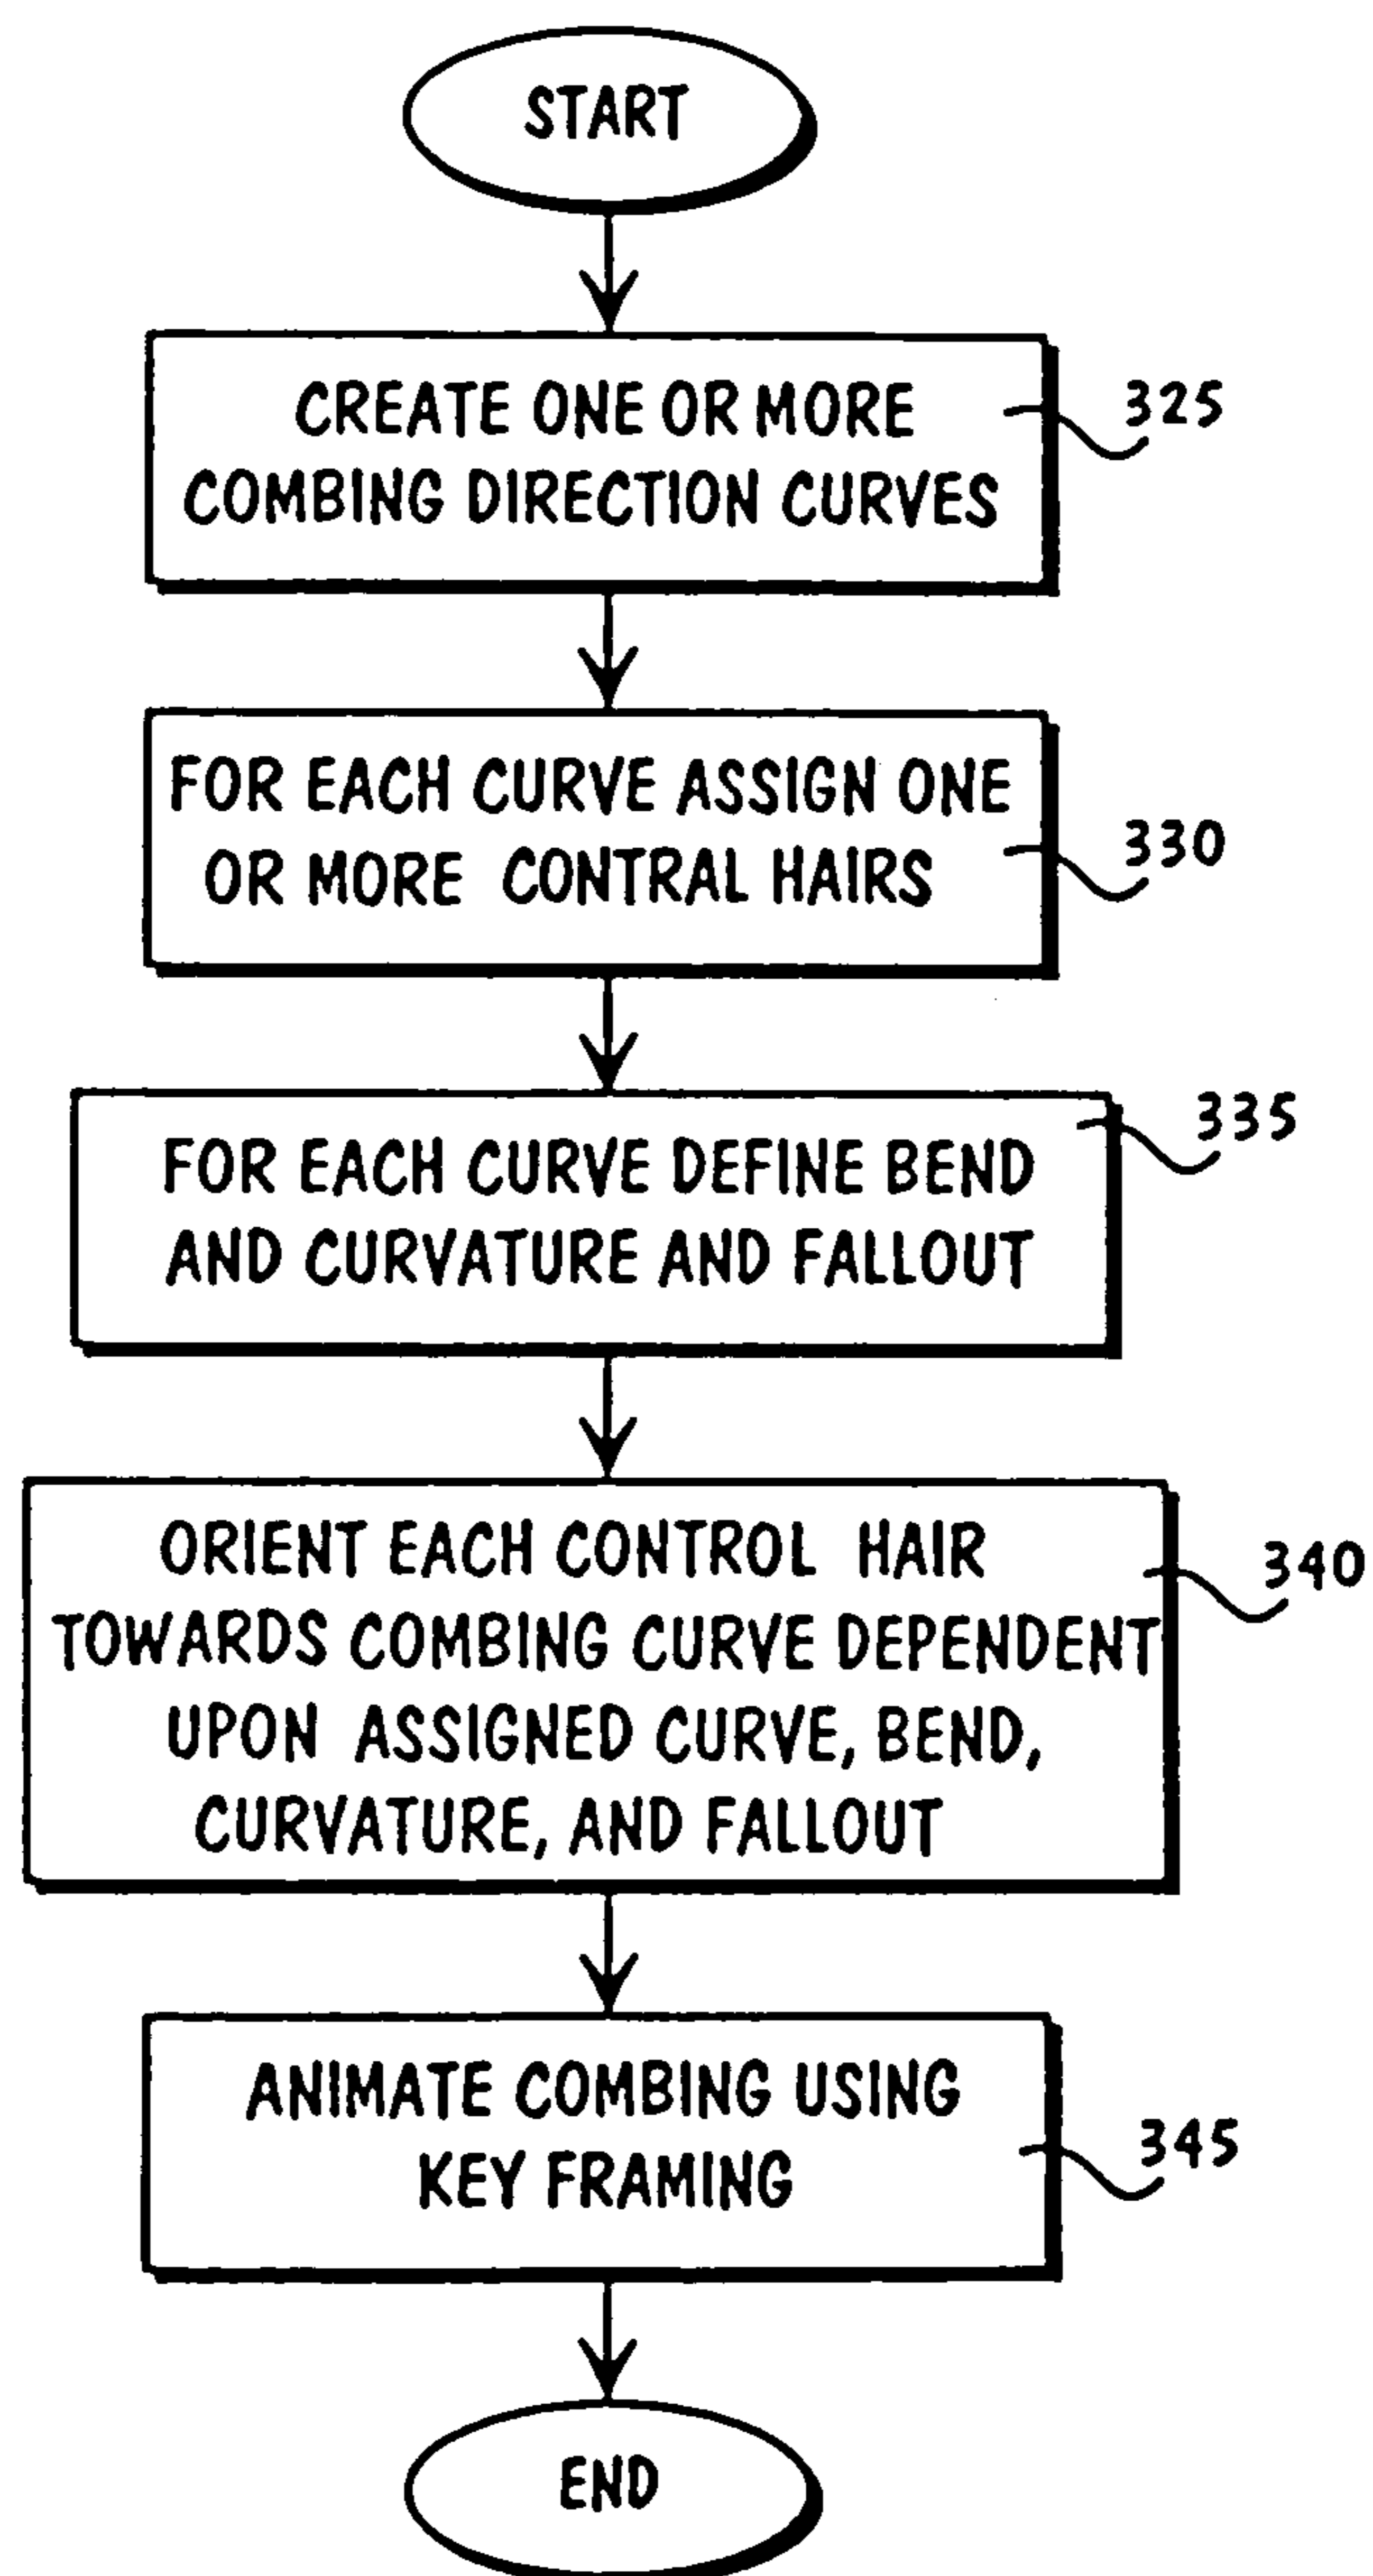 START
CREATE ONE OR MORE
COMBING DIRECTION CURVES
325
FOR EACH CURVE ASSIGN ONE
OR MORE CONTRAL HAIRS
330
FOR EACH CURVE DEFINE BEND
AND CURVATURE AND FALLOUT
335
ORIENT EACH CONTROL HAIR
TOWARDS COMBING CURVE DEPENDENT
UPON ASSIGNED CURVE, BEND,
CURVATURE, AND FALLOUT
340
ANIMATE COMBING USING
KEY FRAMING
345
END